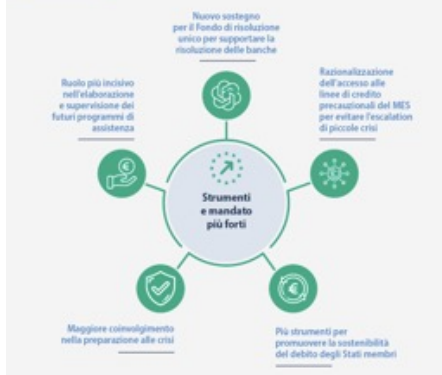 Nuovo sostegno
per il Fondo di risoluzione
unico per supportare la
risoluzione delle banche
Ruolo più incisivo
nell'elaborazione
e supervisione dei
futuri programmi di
assistenza
Razionalizzazione
dell'accesso alle
linee di credito
precauzionali del MES
per evitare l'escalation
di piccole crisi
Strumenti
e mandato
più forti
Maggiore coinvolgimento
nella preparazione alle crisi
Più strumenti per
promuovere la sostenibilità
del debito degli Stati membri